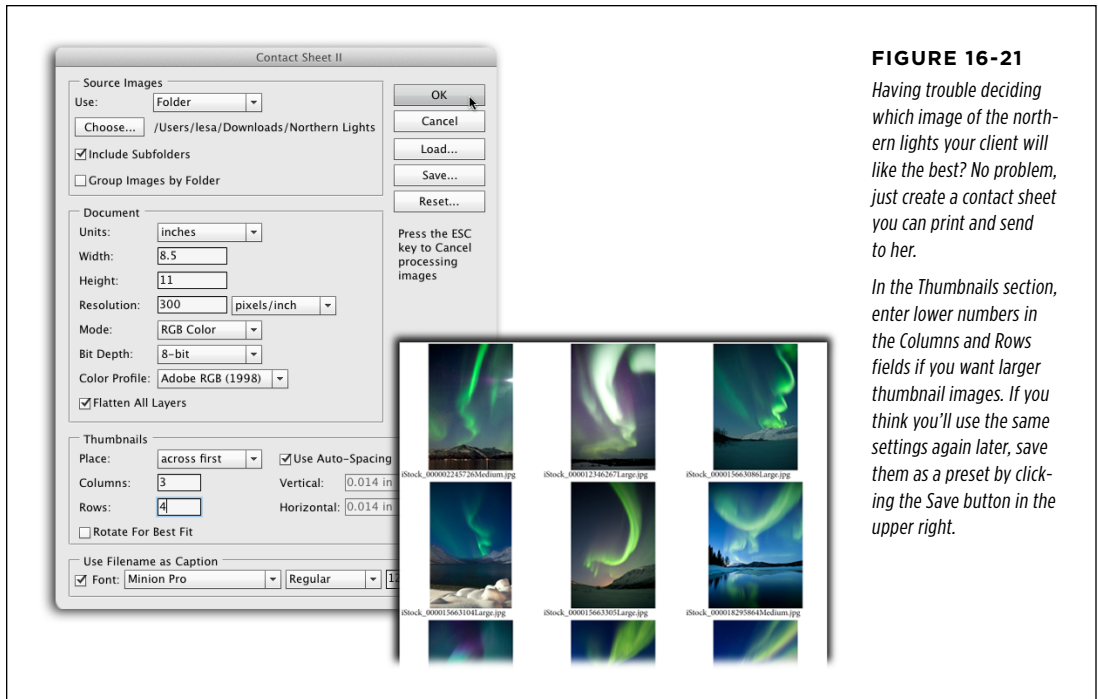 Contact Sheet II
Source Images
Use: Folder
Choose... /Users/lesa/Downloads/Northern Lights
Include Subfolders
Group Images by Folder
OK
Cancel
Load...
Save...
Reset...
Press the ESC
key to Cancel
processing
images
Document
Units: inches
Width: 8.5
Height: 11
Resolution: 300 pixels/inch
Mode: RGB Color
Bit Depth: 8-bit
Color Profile: Adobe RGB (1998)
Flatten All Layers
Thumbnails
Place: across first Use Auto-Spacing
Columns: 3 Vertical: 0.014 in
Rows: 4 Horizontal: 0.014 in
Rotate For Best Fit
Use Filename as Caption
Font: Minion Pro Regular
iStock_000002245726Medium.jpg
iStock_000012346267Large.jpg
iStock_000015663086Large.jpg
iStock_000015663104Large.jpg
iStock_000015663305Large.jpg
iStock_000018295864Medium.jpg
FIGURE 16-21
Having trouble deciding
which image of the north-
ern lights your client will
like the best? No problem,
just create a contact sheet
you can print and send
to her.
In the Thumbnails section,
enter lower numbers in
the Columns and Rows
fields if you want larger
thumbnail images. If you
think you'll use the same
settings again later, save
them as a preset by click-
ing the Save button in the
upper right.